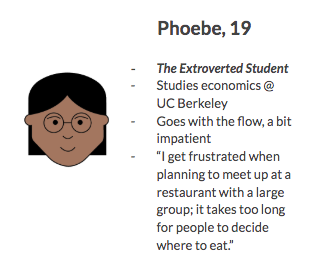 Phoebe, 19
- The Extroverted Student
- Studies economics @
UC Berkeley
- Goes with the flow, a bit
impatient
- “I get frustrated when
planning to meet up at a
restaurant with a large
group; it takes too long
for people to decide
where to eat.”